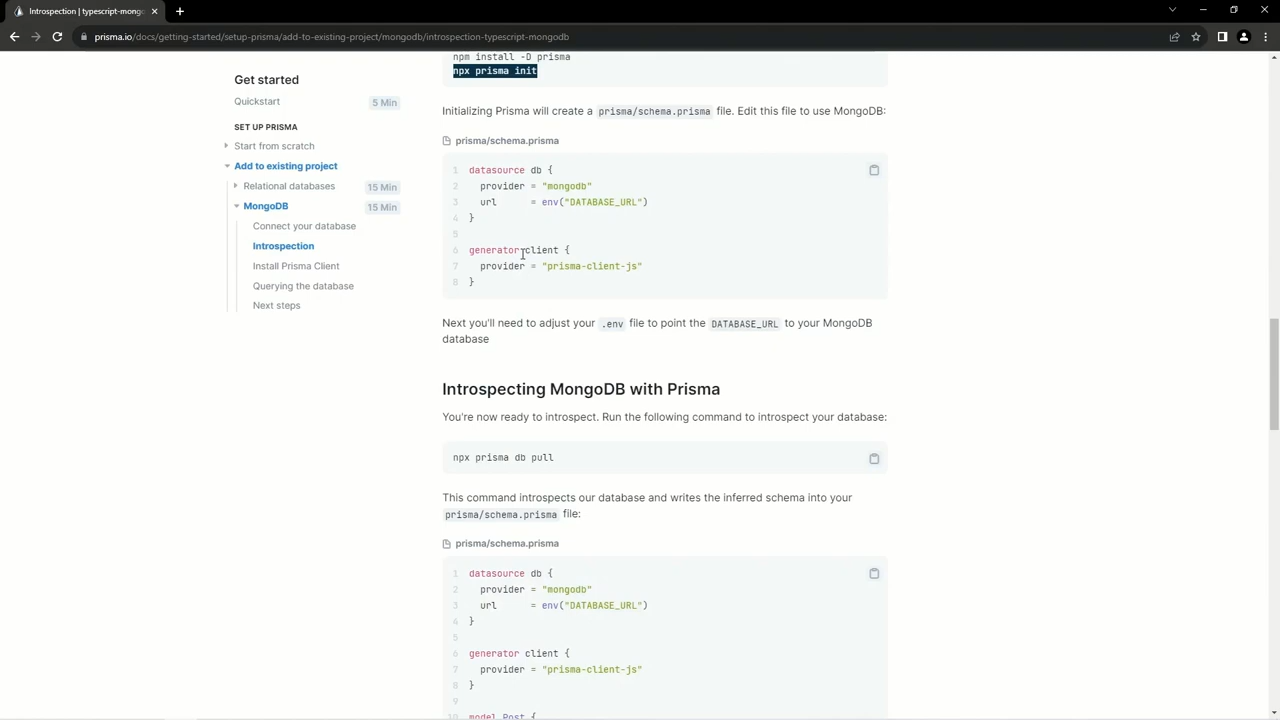 Introspection | typescript-mong
prisma.io/docs/getting-started/setup-prisma/add-to-existing-project/mongodb/introspection-typescript-mongodb
Get started
Quickstart
5 Min
SET UP PRISMA
Start from scratch
Add to existing project
Relational databases
15 Min
MongoDB
15 Min
Connect your database
Introspection
Install Prisma Client
Querying the database
Next steps
npm install -D prisma
npx prisma init
Initializing Prisma will create a prisma/schema.prisma file. Edit this file to use MongoDB:
prisma/schema.prisma
1 datasource db {
2 provider = "mongodb"
3 url = env("DATABASE_URL")
4 }
5
6 generator client {
7 provider = "prisma-client-js"
8 }
Next you'll need to adjust your .env file to point the DATABASE_URL to your MongoDB
database
Introspecting MongoDB with Prisma
You're now ready to introspect. Run the following command to introspect your database:
npx prisma db pull
This command introspects our database and writes the inferred schema into your
prisma/schema.prisma file:
prisma/schema.prisma
1 datasource db {
2 provider = "mongodb"
3 url = env("DATABASE_URL")
4 }
5
6 generator client {
7 provider = "prisma-client-js"
8 }
9
10 model Post {